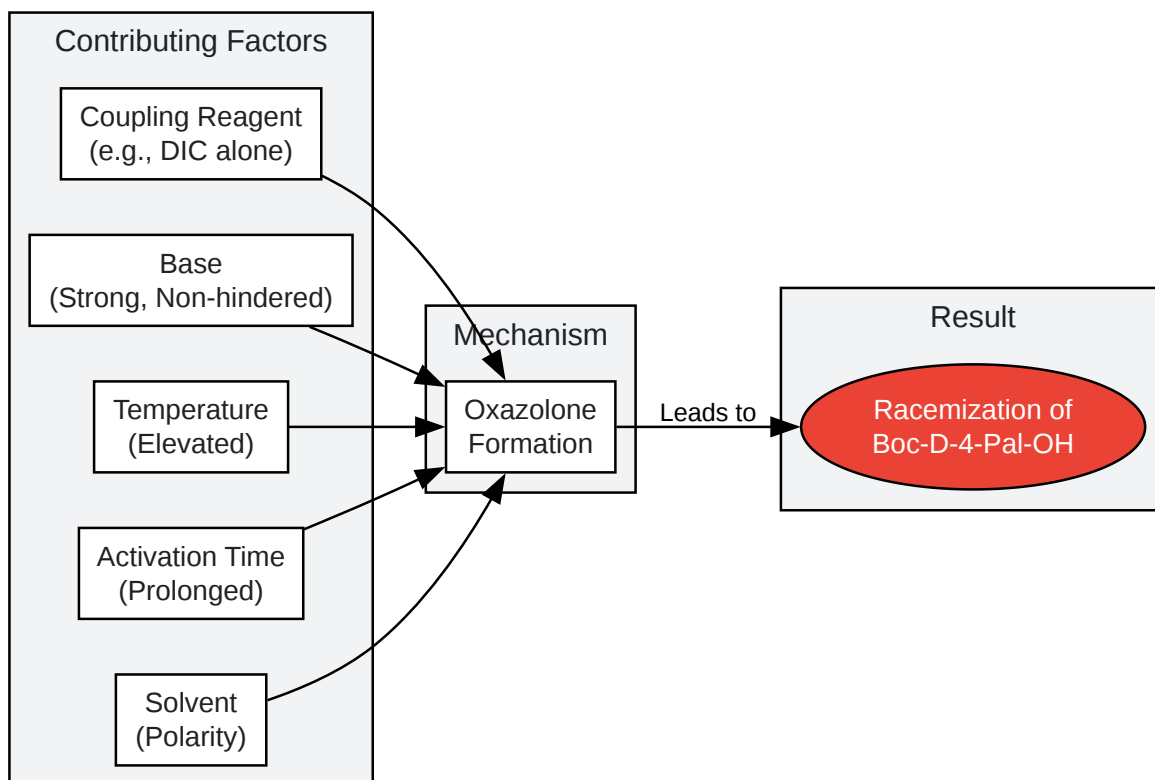 Contributing Factors
Coupling Reagent
(e.g., DIC alone)
Base
(Strong, Non-hindered)
Temperature
(Elevated)
Activation Time
(Prolonged)
Solvent
(Polarity)
Mechanism
Oxazolone
Formation
Leads to
Result
Racemization of
Boc-D-4-Pal-OH